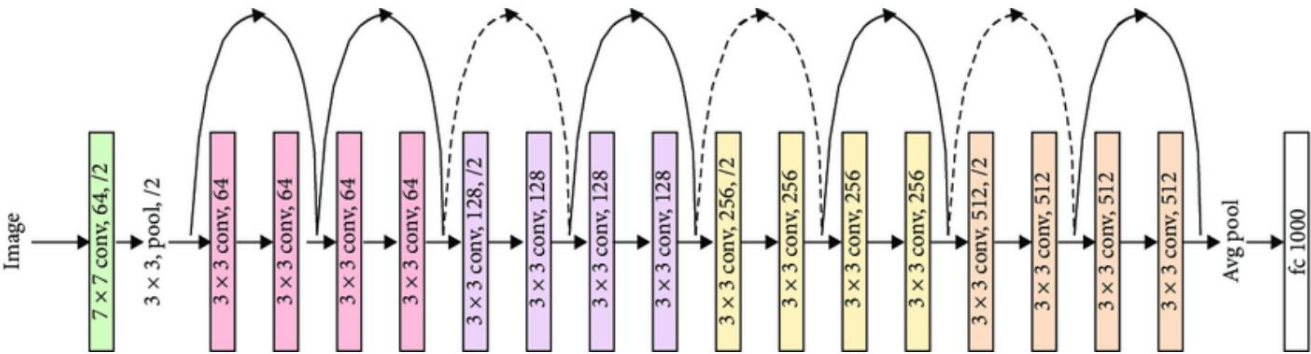 Image
7 × 7 conv, 64, /2
3 × 3, pool, /2
3 × 3 conv, 64
3 × 3 conv, 64
3 × 3 conv, 64
3 × 3 conv, 64
3 × 3 conv, 128, /2
3 × 3 conv, 128
3 × 3 conv, 128
3 × 3 conv, 128
3 × 3 conv, 256, /2
3 × 3 conv, 256
3 × 3 conv, 256
3 × 3 conv, 256
3 × 3 conv, 512, /2
3 × 3 conv, 512
3 × 3 conv, 512
3 × 3 conv, 512
Avg pool
fc 1000